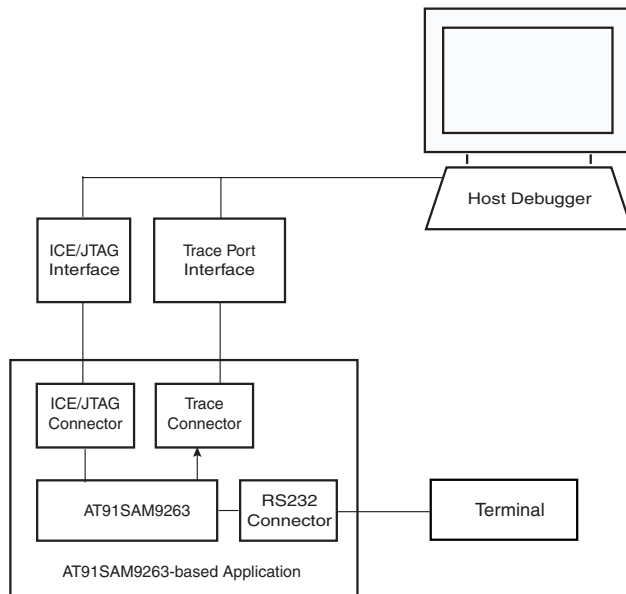 Host Debugger
ICE/JTAG
Interface
Trace Port
Interface
ICE/JTAG
Connector
Trace
Connector
AT91SAM9263
RS232
Connector
Terminal
AT91SAM9263-based Application